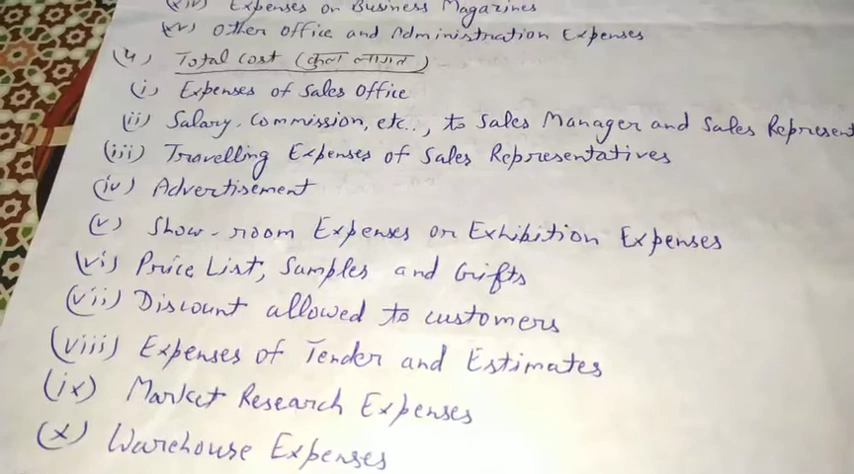 (xiv) Expenses on Business Magazines
(xv) Other office and Administration Expenses
(4) Total cost (कुल लागत)
(i) Expenses of Sales Office
(ii) Salary, Commission, etc.., to Sales Manager and Sales Represent
(iii) Travelling Expenses of Sales Representatives
(iv) Advertisement
(v) Show-room Expenses or Exhibition Expenses
(vi) Price List, Samples and Gifts
(vii) Discount allowed to customers
(viii) Expenses of Tender and Estimates
(ix) Market Research Expenses
(x) Warehouse Expenses